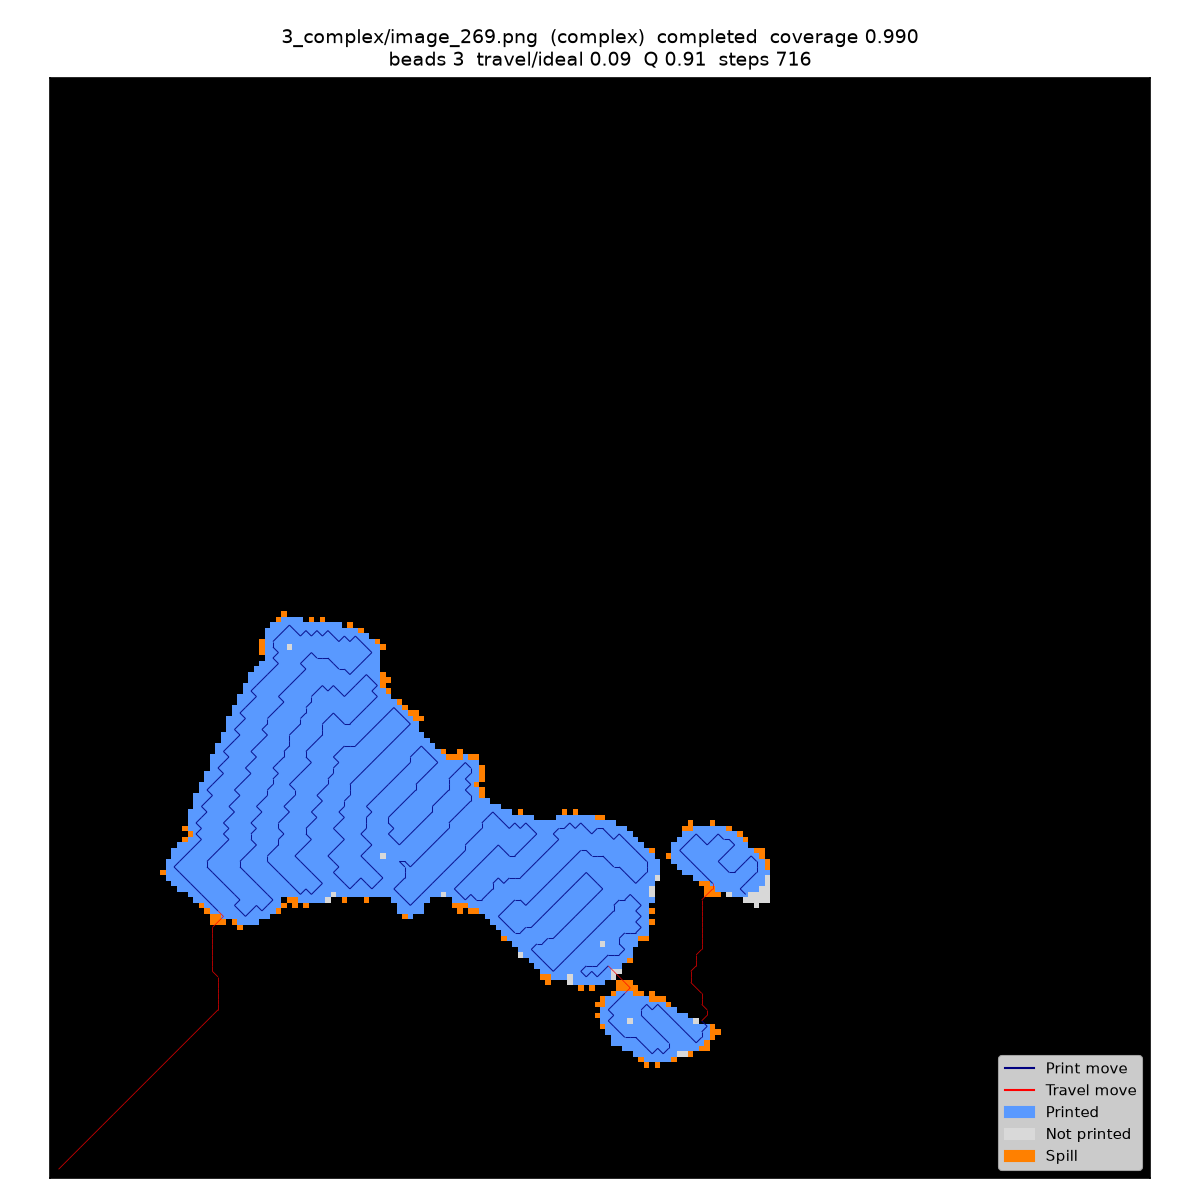 3_complex/image_269.png  (complex)  completed  coverage 0.990
beads 3  travel/ideal 0.09  Q 0.91  steps 716
Print move
Travel move
Printed
Not printed
Spill